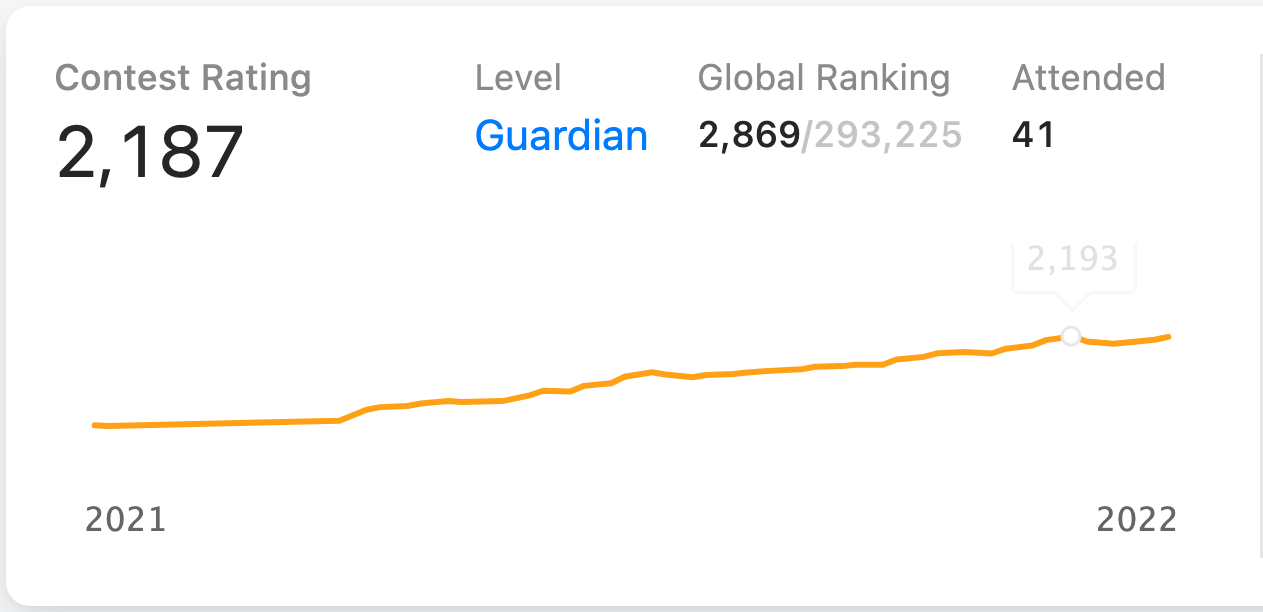 Contest Rating Level Global Ranking Attended
2,187 Guardian 2,869/293,225 41
2,193
2021 2022